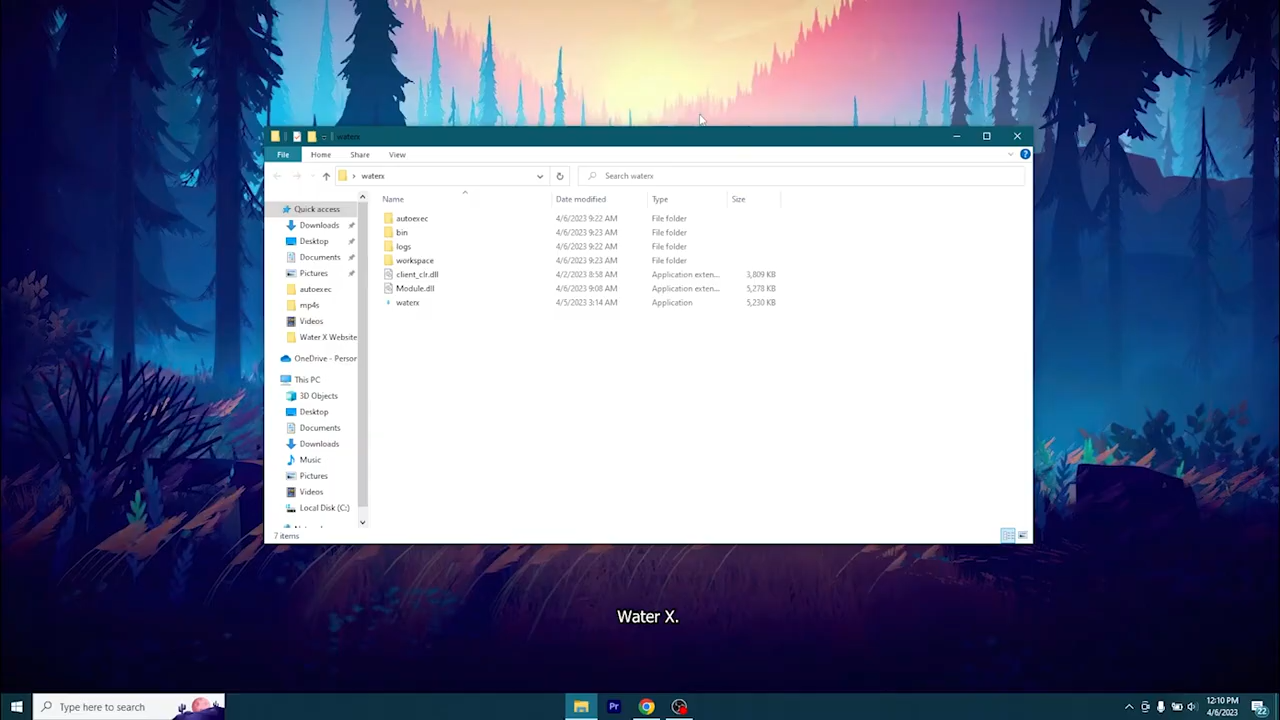 waterx
File Home Share View
waterx
Search waterx
Name Date modified Type Size
Quick access
Downloads
Desktop
Documents
Pictures
autoexec
mp4s
Videos
Water X Website
OneDrive - Person
This PC
3D Objects
Desktop
Documents
Downloads
Music
Pictures
Videos
Local Disk (C:)
autoexec 4/6/2023 9:22 AM File folder
bin 4/6/2023 9:23 AM File folder
logs 4/6/2023 9:22 AM File folder
workspace 4/6/2023 9:23 AM File folder
client_clr.dll 4/2/2023 8:58 AM Application exten... 3,809 KB
Module.dll 4/6/2023 9:08 AM Application exten... 5,278 KB
waterx 4/5/2023 3:14 AM Application 5,230 KB
7 items
Water X.
Type here to search
Pr
12:10 PM
4/6/2023
22